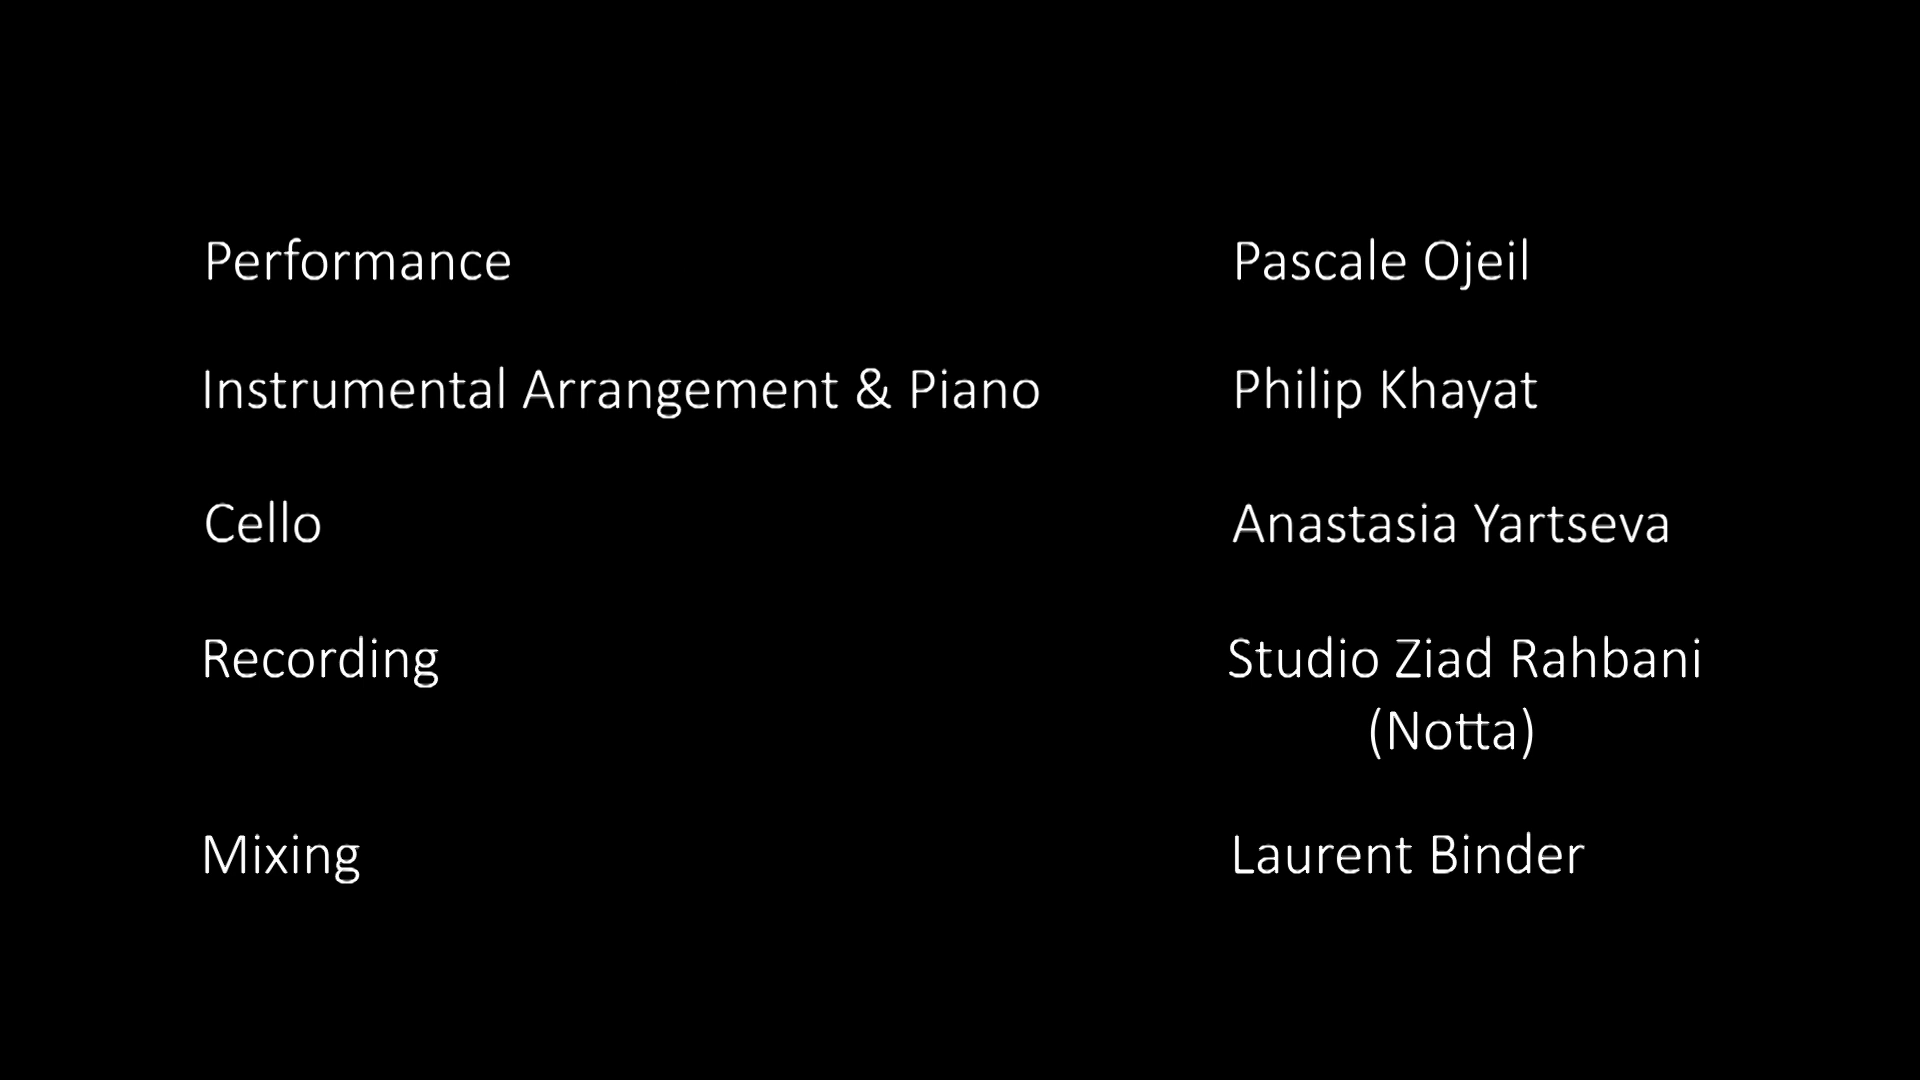 Performance Pascale Ojeil
Instrumental Arrangement & Piano Philip Khayat
Cello Anastasia Yartseva
Recording Studio Ziad Rahbani
(Notta)
Mixing Laurent Binder